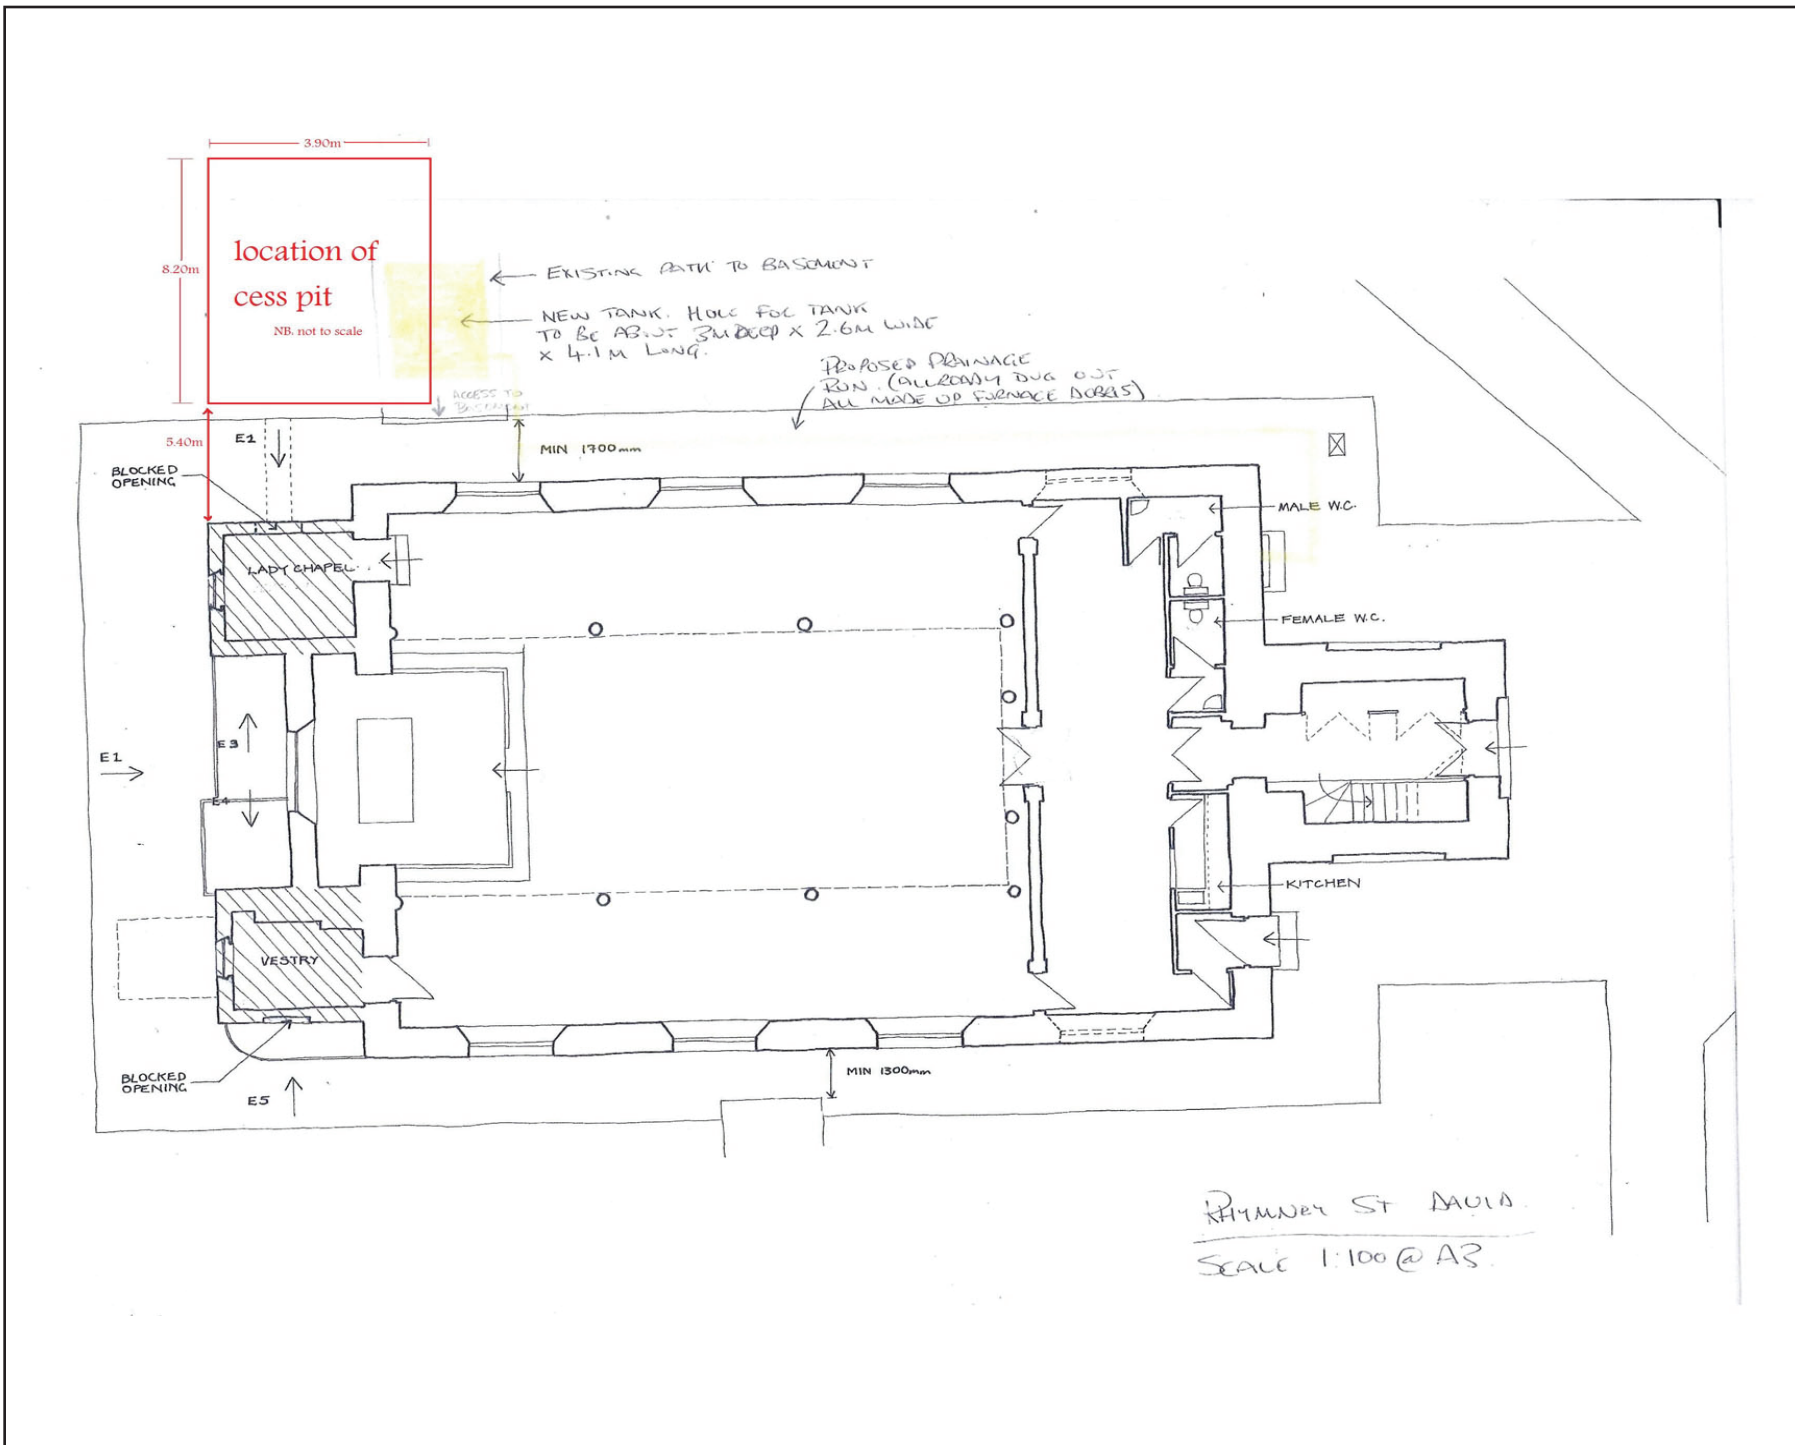 3.90m
8.20m
location of
cess pit
NB. not to scale
EXISTING PATH TO BASEMENT
NEW TANK. HOLE FOR TANK
TO BE ABOUT 3M DEEP X 2.6M WIDE
X 4.1M LONG.
PROPOSED DRAINAGE
RUN. (ALLREADY DUG OUT
ALL MADE UP FURNACE DEBRIS)
ACCESS TO
BASEMENT
5.40m
E2
MIN 1700mm
BLOCKED
OPENING
MALE W.C.
LADY CHAPEL
FEMALE W.C.
E3
E1
E4
KITCHEN
VESTRY
MIN 1300mm
BLOCKED
OPENING
E5
RHYMNEY ST DAVID
SCALE 1:100 @ A3